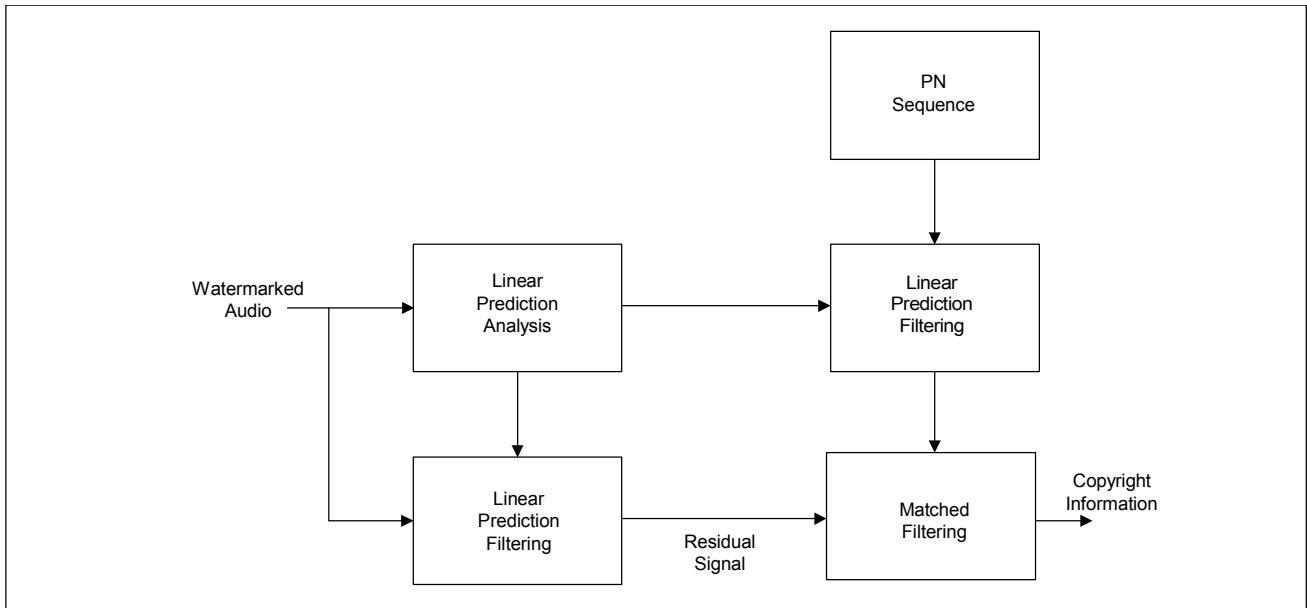 PN
Sequence
Watermarked
Audio
Linear
Prediction
Analysis
Linear
Prediction
Filtering
Linear
Prediction
Filtering
Residual
Signal
Matched
Filtering
Copyright
Information